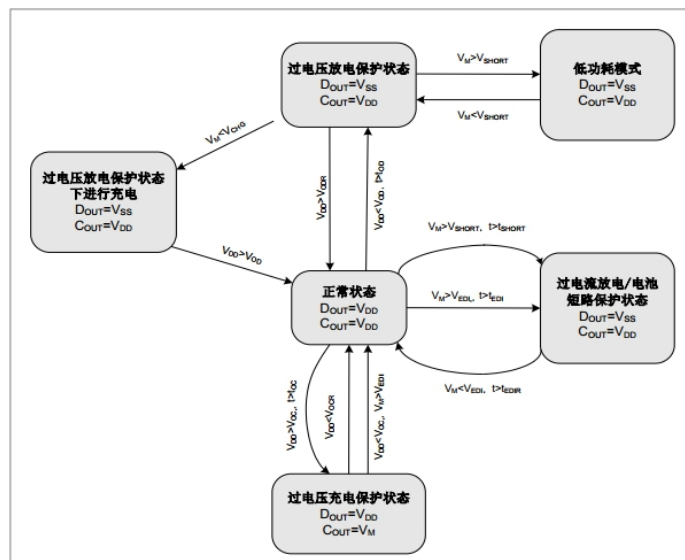 过电压放电保护状态
DOUT=VSS
COUT=VDD
VM>VSHORT
VM<VSHORT
低功耗模式
DOUT=VSS
COUT=VDD
VM<VCHG
过电压放电保护状态
下进行充电
DOUT=VSS
COUT=VDD
VDD>VODR
VDD<VOD, t>tOD
VDD>VOD
VM>VSHORT, t>tSHORT
正常状态
DOUT=VDD
COUT=VDD
VM>VEDI, t>tEDI
过电流放电/电池
短路保护状态
DOUT=VSS
COUT=VDD
VM<VEDI, t>tEDIR
VDD>VOC, t>tOC
VDD<VOCR
VDD<VOC, VM>VEDI
过电压充电保护状态
DOUT=VDD
COUT=VM